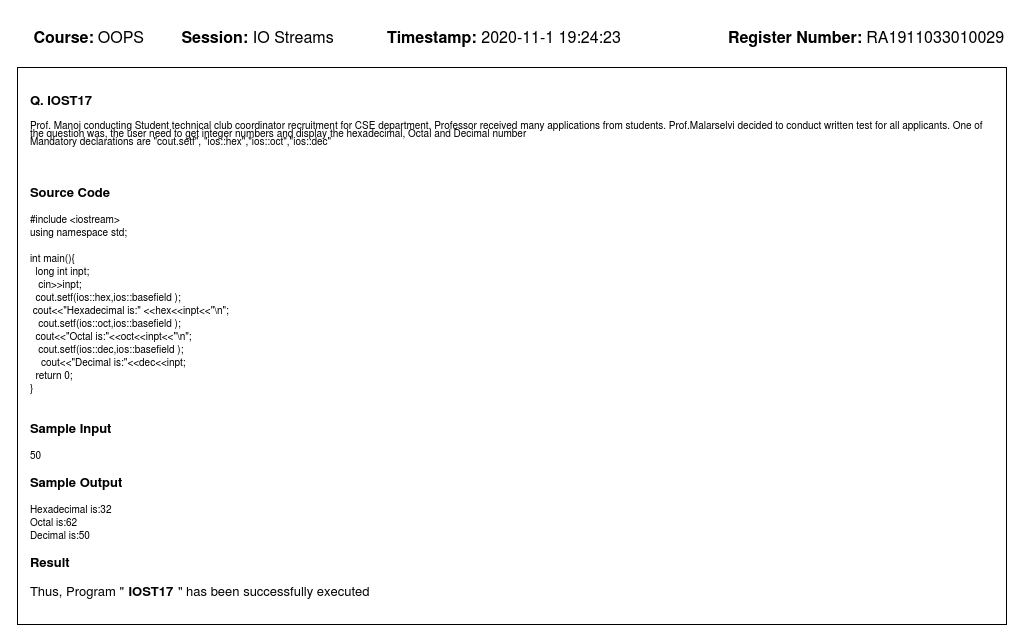 Course: OOPS Session: IO Streams Timestamp: 2020-11-1 19:24:23 Register Number: RA1911033010029
Q. IOST17
Prof. Manoj conducting Student technical club coordinator recruitment for CSE department, Professor received many applications from students. Prof.Malarselvi decided to conduct written test for all applicants. One of
the question was, the user need to get integer numbers and display the hexadecimal, Octal and Decimal number
Mandatory declarations are "cout.setf", "ios::hex","ios::oct","ios::dec"
Source Code
#include <iostream>
using namespace std;
int main(){
long int inpt;
cin>>inpt;
cout.setf(ios::hex,ios::basefield );
cout<<"Hexadecimal is:" <<hex<<inpt<<"\n";
cout.setf(ios::oct,ios::basefield );
cout<<"Octal is:"<<oct<<inpt<<"\n";
cout.setf(ios::dec,ios::basefield );
cout<<"Decimal is:"<<dec<<inpt;
return 0;
}
Sample Input
50
Sample Output
Hexadecimal is:32
Octal is:62
Decimal is:50
Result
Thus, Program " IOST17 " has been successfully executed